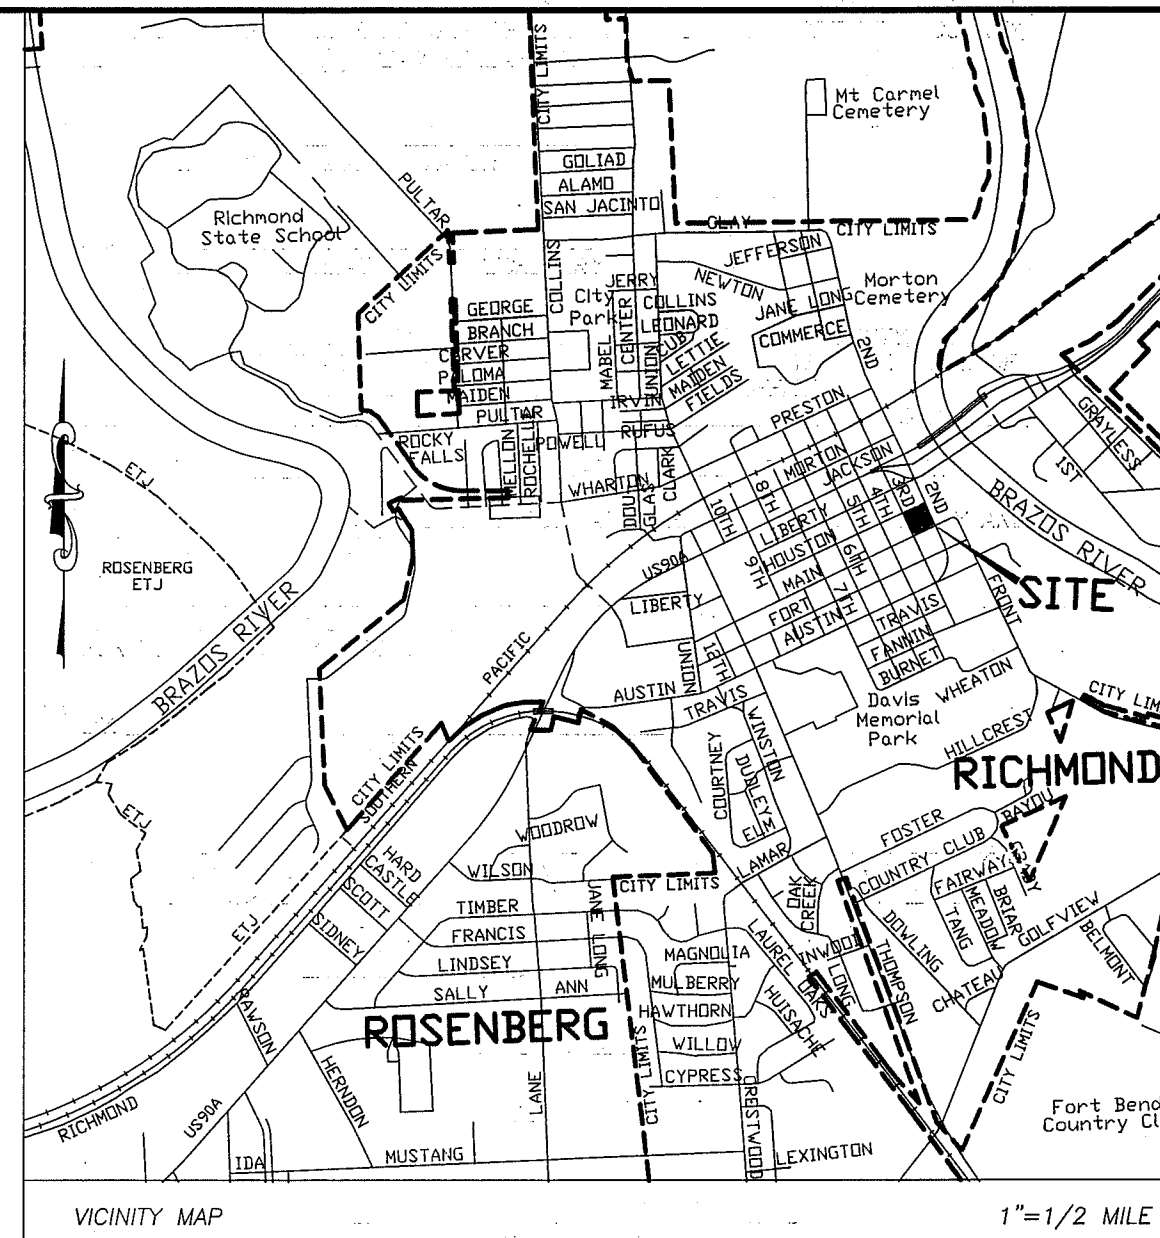 CITY LIMITS
Mt Carmel
Cemetery
GOLIAD
ALAMO
SAN JACINTO
PULTAR
Richmond
State School
CLAY
CITY LIMITS
CITY LIMITS
JEFFERSON
NEWTON
Morton
Cemetery
JANE LONG
COMMERCE
2ND
COLLINS
City
Park
JERRY
COLLINS
LEONARD
CUB
LETTIE
MAIDEN
FIELDS
MABEL
CENTER
UNION
IRVIN
RUFUS
GEORGE
BRANCH
CERVER
PALOMA
MAIDEN
PULTAR
ROCKY
FALLS
MELLON
ROCHELLE
POWELL
WHARTON
DOUGLAS
CLARK
PRESTON
MORTON
JACKSON
GRAYLESS
1ST
BRAZOS RIVER
10TH
9TH
8TH
7TH
6TH
5TH
4TH
3RD
2ND
LIBERTY
HOUSTON
MAIN
FORT
AUSTIN
TRAVIS
FANNIN
BURNET
FRONT
SITE
ETJ
ROSENBERG
ETJ
BRAZOS RIVER
US90A
LIBERTY
UNION
12TH
PACIFIC
AUSTIN
TRAVIS
Davis
Memorial
Park
WHEATON
HILLCREST
CITY LIM
RICHMOND
CITY LIMITS
SOUTHERN
ETJ
ETJ
COURTNEY
WINSTON
DUDLEY
ELM
LAMAR
WOODROW
WILSON
CITY LIMITS
HARD
CASTLE
SCOTT
SIDNEY
TIMBER
FRANCIS
LINDSEY
SALLY ANN
JANE LONG
FOSTER
COUNTRY CLUB
BAYOU
GRAY
FAIRWAY
OAK
CREEK
DOWLING
TANG
MEADOW
BRIAR
GOLFVIEW
BELMONT
CHATEAU
LAUREL OAKS
INWOOD
LONG
THOMPSON
MAGNOLIA
MULBERRY
HAWTHORN
WILLOW
CYPRESS
HUISACHE
CITY LIMITS
CRESTWOOD
ROSENBERG
RAWSON
HERNDON
LANE
RICHMOND
US90A
IDA
MUSTANG
LEXINGTON
CITY LIMITS
Fort Bend
Country Cl
VICINITY MAP
1"=1/2 MILE